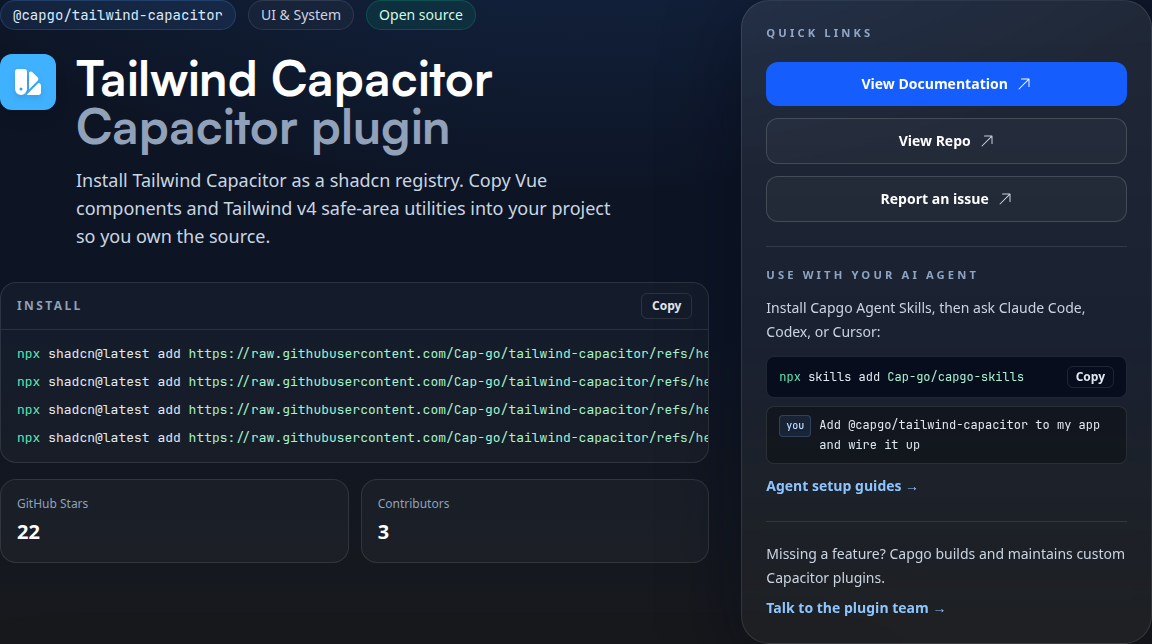 @capgo/tailwind-capacitor
UI & System
Open source
Tailwind Capacitor
Capacitor plugin
Install Tailwind Capacitor as a shadcn registry. Copy Vue
components and Tailwind v4 safe-area utilities into your project
so you own the source.
INSTALL
Copy
npx shadcn@latest add https://raw.githubusercontent.com/Cap-go/tailwind-capacitor/refs/he
npx shadcn@latest add https://raw.githubusercontent.com/Cap-go/tailwind-capacitor/refs/he
npx shadcn@latest add https://raw.githubusercontent.com/Cap-go/tailwind-capacitor/refs/he
npx shadcn@latest add https://raw.githubusercontent.com/Cap-go/tailwind-capacitor/refs/he
GitHub Stars
22
Contributors
3
QUICK LINKS
View Documentation
View Repo
Report an issue
USE WITH YOUR AI AGENT
Install Capgo Agent Skills, then ask Claude Code,
Codex, or Cursor:
npx skills add Cap-go/capgo-skills
Copy
you
Add @capgo/tailwind-capacitor to my app
and wire it up
Agent setup guides →
Missing a feature? Capgo builds and maintains custom
Capacitor plugins.
Talk to the plugin team →